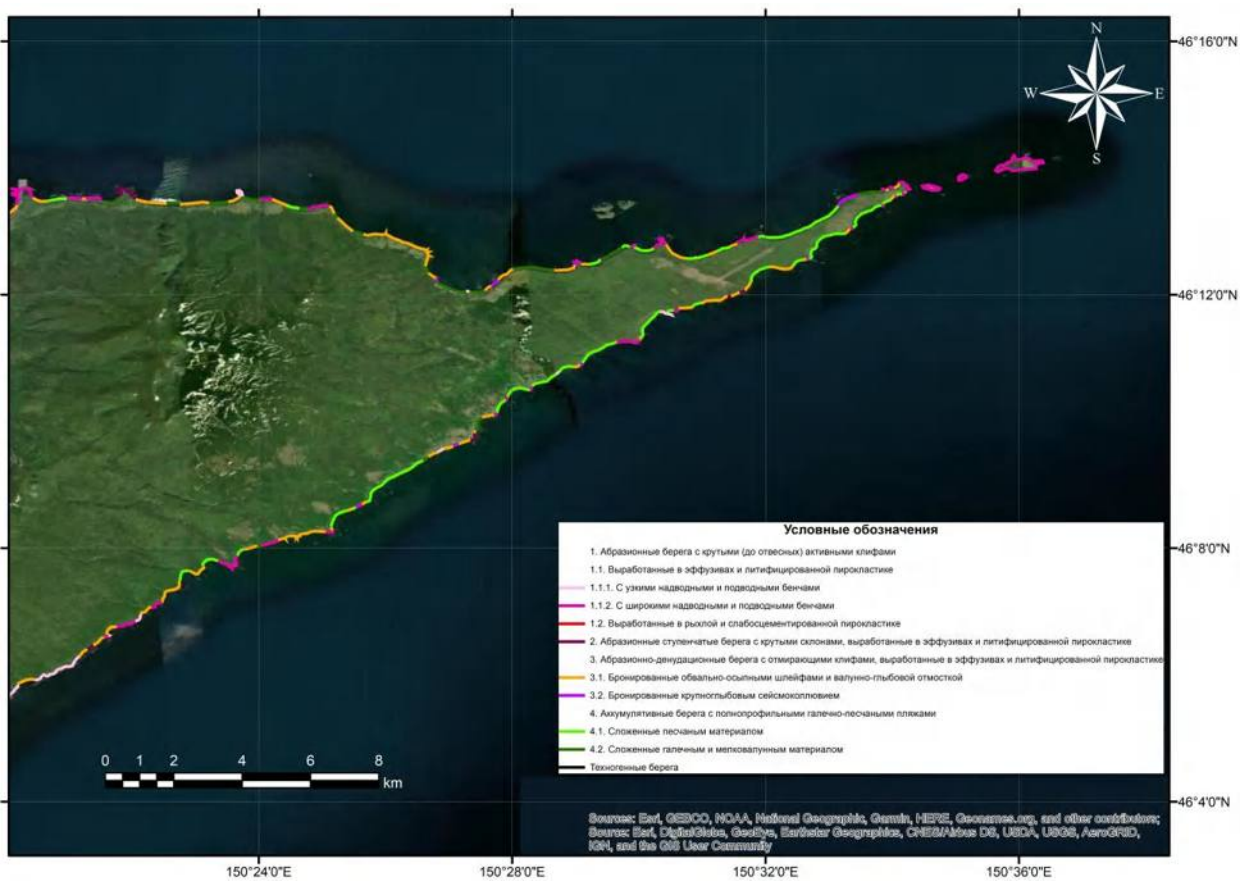 N
W E
S
46°16'0"N
46°12'0"N
46°8'0"N
46°4'0"N
Условные обозначения
1. Абразионные берега с крутыми (до отвесных) активными клифами
1.1. Выработанные в эффузивах и литифицированной пирокластике
1.1.1. С узкими надводными и подводными бенчами
1.1.2. С широкими надводными и подводными бенчами
1.2. Выработанные в рыхлой и слабосцементированной пирокластике
2. Абразионные ступенчатые берега с крутыми склонами, выработанные в эффузивах и литифицированной пирокластике
3. Абразионно-денудационные берега с отмирающими клифами, выработанные в эффузивах и литифицированной пирокластике
3.1. Бронированные обвально-осыпными шлейфами и валунно-глыбовой отмосткой
3.2. Бронированные крупноглыбовым сейсмоколлювием
4. Аккумулятивные берега с полнопрофильными галечно-песчаными пляжами
4.1. Сложенные песчаным материалом
4.2. Сложенные галечным и мелковалунным материалом
Техногенные берега
0 1 2 4 6 8
km
Sources: Esri, GEBCO, NOAA, National Geographic, Garmin, HERE, Geonames.org, and other contributors;
Source: Esri, DigitalGlobe, GeoEye, Earthstar Geographics, CNES/Airbus DS, USDA, USGS, AeroGRID,
IGN, and the GIS User Community
150°24'0"E 150°28'0"E 150°32'0"E 150°36'0"E